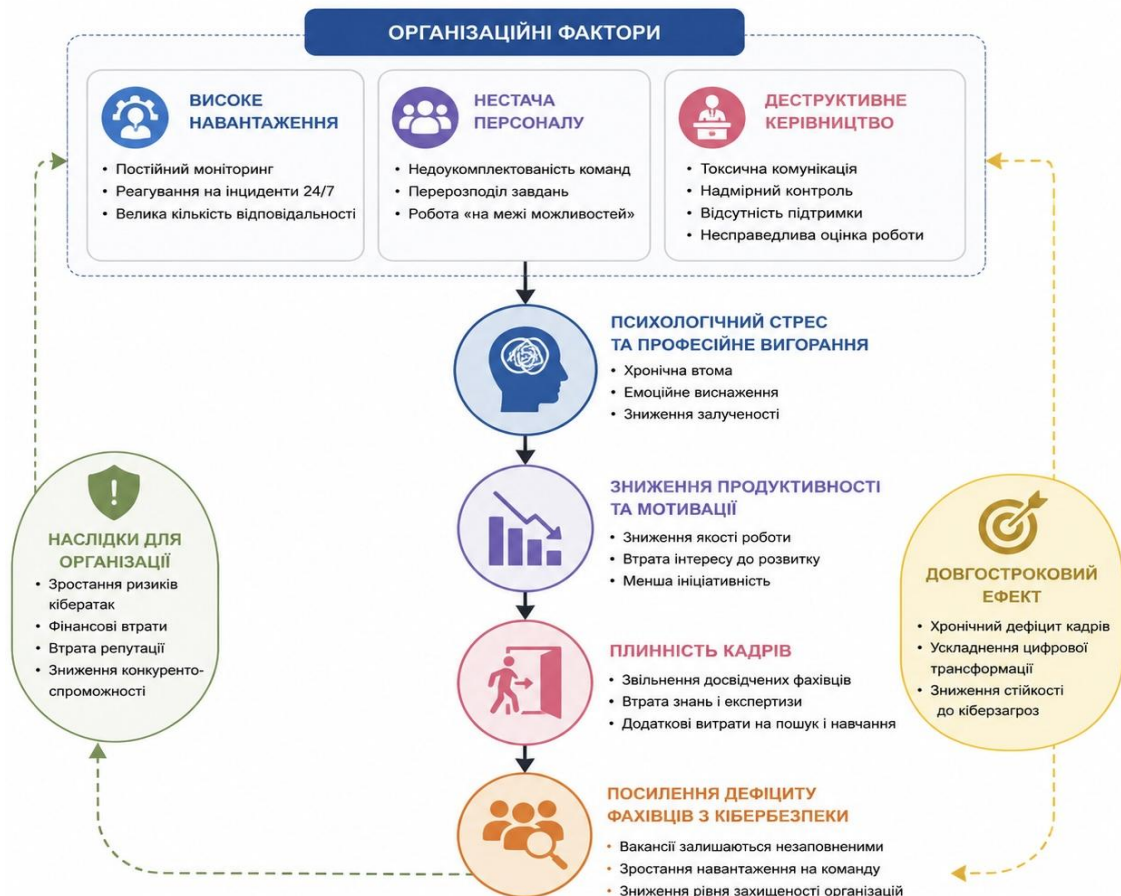 ОРГАНІЗАЦІЙНІ ФАКТОРИ
ВИСОКЕ
НАВАНТАЖЕННЯ
• Постійний моніторинг
• Реагування на інциденти 24/7
• Велика кількість відповідальності
НЕСТАЧА
ПЕРСОНАЛУ
• Недоукомплектованість команд
• Перерозподіл завдань
• Робота «на межі можливостей»
ДЕСТРУКТИВНЕ
КЕРІВНИЦТВО
• Токсична комунікація
• Надмірний контроль
• Відсутність підтримки
• Несправедлива оцінка роботи
ПСИХОЛОГІЧНИЙ СТРЕС
ТА ПРОФЕСІЙНЕ ВИГОРАННЯ
• Хронічна втома
• Емоційне виснаження
• Зниження залученості
ЗНИЖЕННЯ ПРОДУКТИВНОСТІ
ТА МОТИВАЦІЇ
• Зниження якості роботи
• Втрата інтересу до розвитку
• Менша ініціативність
ПЛИННІСТЬ КАДРІВ
• Звільнення досвідчених фахівців
• Втрата знань і експертизи
• Додаткові витрати на пошук і навчання
ПОСИЛЕННЯ ДЕФІЦИТУ
ФАХІВЦІВ З КІБЕРБЕЗПЕКИ
• Вакансії залишаються незаповненими
• Зростання навантаження на команду
• Зниження рівня захищеності організацій
НАСЛІДКИ ДЛЯ
ОРГАНІЗАЦІЇ
• Зростання ризиків
кібератак
• Фінансові втрати
• Втрата репутації
• Зниження конкуренто-
спроможності
ДОВГОСТРОКОВИЙ
ЕФЕКТ
• Хронічний дефіцит кадрів
• Ускладнення цифрової
трансформації
• Зниження стійкості
до кіберзагроз